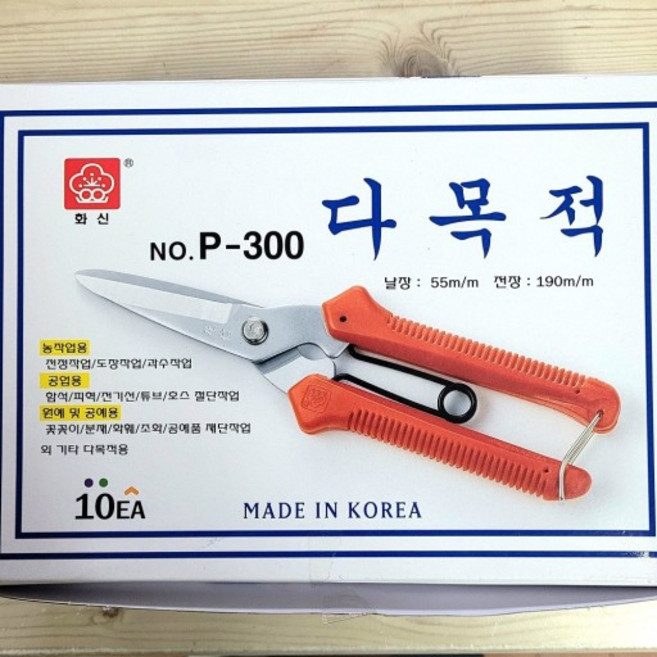 ®
화 신
NO. P-300
다 목 적
날장 : 55m/m 전장 : 190m/m
농작업용
전정작업/도장작업/과수작업
공업용
함석/피혁/전기선/튜브/호스 절단작업
원예 및 공예용
꽃꽂이/분재/화훼/조화/공예품 재단작업
외 기타 다목적용
10EA
MADE IN KOREA